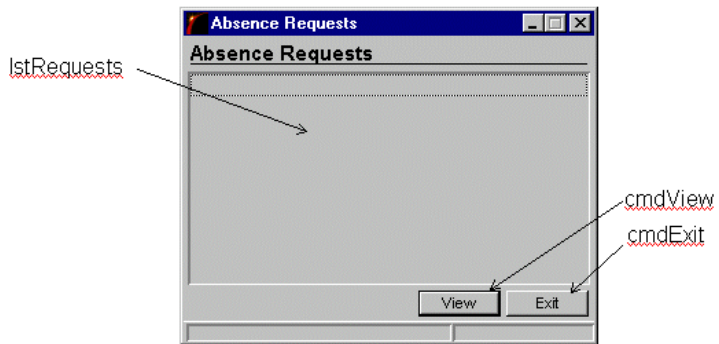 Absence Requests
Absence Requests
lstRequests
cmdView
cmdExit
View Exit